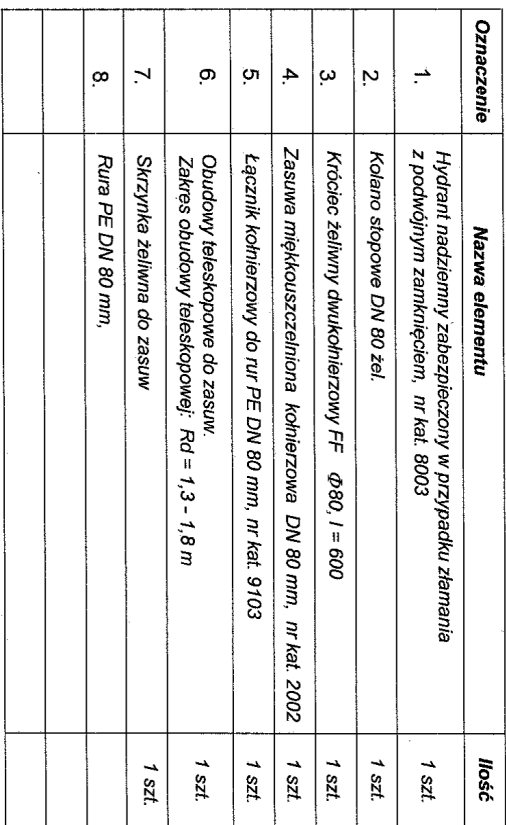 Oznaczenie Nazwa elementu Ilość
1. Hydrant nadziemny zabezpieczony w przypadku złamania
z podwójnym zamknięciem, nr kat. 8003 1 szt.
2. Kolano stopowe DN 80 żel. 1 szt.
3. Króciec żeliwny dwukołnierzowy FF Φ80, l = 600 1 szt.
4. Zasuwa miękkouszczelniona kołnierzowa DN 80 mm, nr kat. 2002 1 szt.
5. Łącznik kołnierzowy do rur PE DN 80 mm, nr kat. 9103 1 szt.
6. Obudowy teleskopowe do zasuw.
Zakres obudowy teleskopowej: Rd = 1,3 - 1,8 m 1 szt.
7. Skrzynka żeliwna do zasuw 1 szt.
8. Rura PE DN 80 mm,